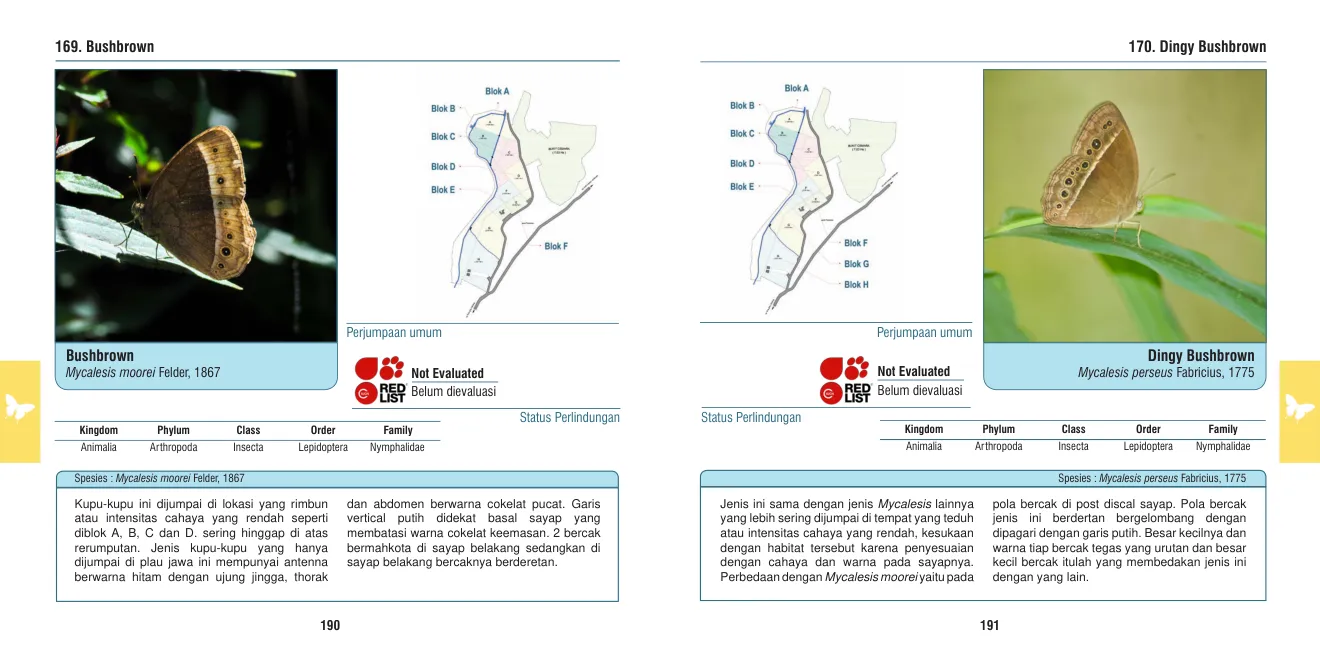 169. Bushbrown
Blok A
Blok B
Blok C
Blok D
Blok E
Blok F
Perjumpaan umum
Bushbrown
Mycalesis moorei Felder, 1867
RED LIST
Not Evaluated
Belum dievaluasi
Status Perlindungan
Kingdom Phylum Class Order Family
Animalia Arthropoda Insecta Lepidoptera Nymphalidae
Spesies : Mycalesis moorei Felder, 1867
Kupu-kupu ini dijumpai di lokasi yang rimbun
atau intensitas cahaya yang rendah seperti
diblok A, B, C dan D. sering hinggap di atas
rerumputan. Jenis kupu-kupu yang hanya
dijumpai di plau jawa ini mempunyai antenna
berwarna hitam dengan ujung jingga, thorak
dan abdomen berwarna cokelat pucat. Garis
vertical putih didekat basal sayap yang
membatasi warna cokelat keemasan. 2 bercak
bermahkota di sayap belakang sedangkan di
sayap belakang bercaknya berderetan.
190
170. Dingy Bushbrown
Blok A
Blok B
Blok C
Blok D
Blok E
Blok F
Blok G
Blok H
Perjumpaan umum
Dingy Bushbrown
Mycalesis perseus Fabricius, 1775
RED LIST
Not Evaluated
Belum dievaluasi
Status Perlindungan
Kingdom Phylum Class Order Family
Animalia Arthropoda Insecta Lepidoptera Nymphalidae
Spesies : Mycalesis perseus Fabricius, 1775
Jenis ini sama dengan jenis Mycalesis lainnya
yang lebih sering dijumpai di tempat yang teduh
atau intensitas cahaya yang rendah, kesukaan
dengan habitat tersebut karena penyesuaian
dengan cahaya dan warna pada sayapnya.
Perbedaan dengan Mycalesis moorei yaitu pada
pola bercak di post discal sayap. Pola bercak
jenis ini berdertan bergelombang dengan
dipagari dengan garis putih. Besar kecilnya dan
warna tiap bercak tegas yang urutan dan besar
kecil bercak itulah yang membedakan jenis ini
dengan yang lain.
191